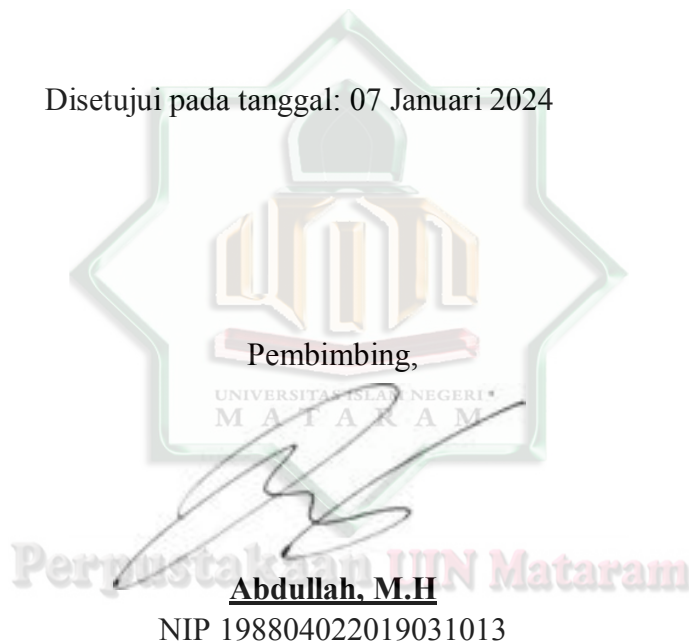 Disetujui pada tanggal: 07 Januari 2024
Pembimbing,
UNIVERSITAS ISLAM NEGERI
MATARAM
Perpustakaan UIN Mataram
Abdullah, M.H
NIP 198804022019031013